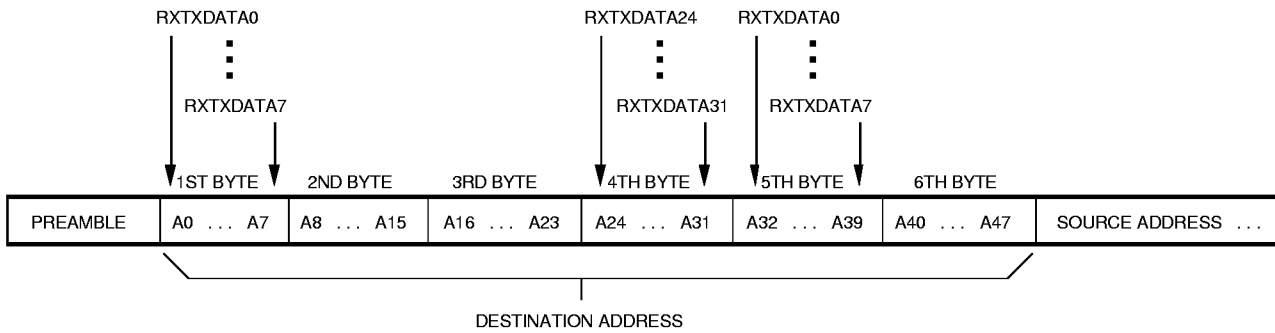 RXTXDATA0 RXTXDATA24 RXTXDATA0
RXTXDATA7 RXTXDATA31 RXTXDATA7
1ST BYTE 2ND BYTE 3RD BYTE 4TH BYTE 5TH BYTE 6TH BYTE
PREAMBLE A0 ... A7 A8 ... A15 A16 ... A23 A24 ... A31 A32 ... A39 A40 ... A47 SOURCE ADDRESS ...
DESTINATION ADDRESS